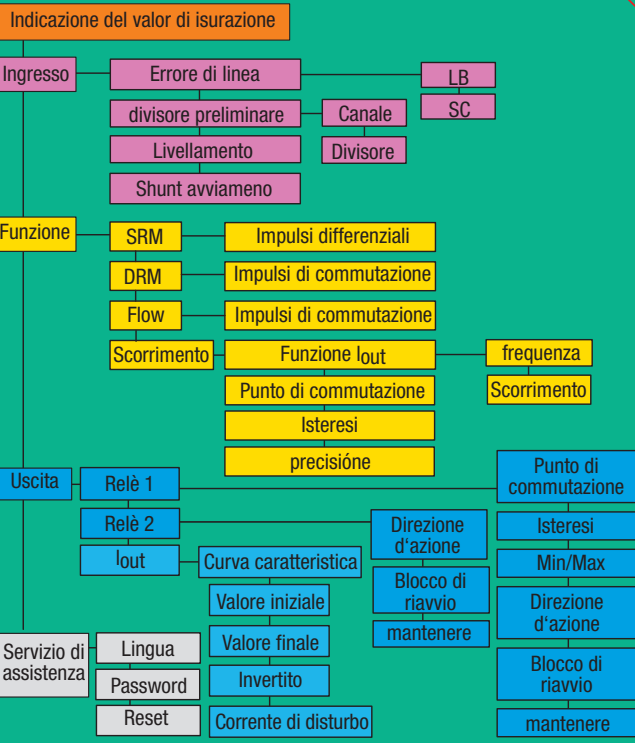 Indicazione del valor di isurazione
Ingresso
Errore di linea
LB
SC
divisore preliminare
Canale
Divisore
Livellamento
Shunt avviameno
Funzione
SRM
Impulsi differenziali
DRM
Impulsi di commutazione
Flow
Impulsi di commutazione
Scorrimento
Funzione Iout
frequenza
Scorrimento
Punto di commutazione
Isteresi
precisióne
Uscita
Relè 1
Punto di
commutazione
Isteresi
Min/Max
Direzione
d‘azione
Blocco di
riavvio
mantenere
Relè 2
Direzione
d‘azione
Blocco di
riavvio
mantenere
Iout
Curva caratteristica
Valore iniziale
Valore finale
Invertito
Corrente di disturbo
Servizio di
assistenza
Lingua
Password
Reset